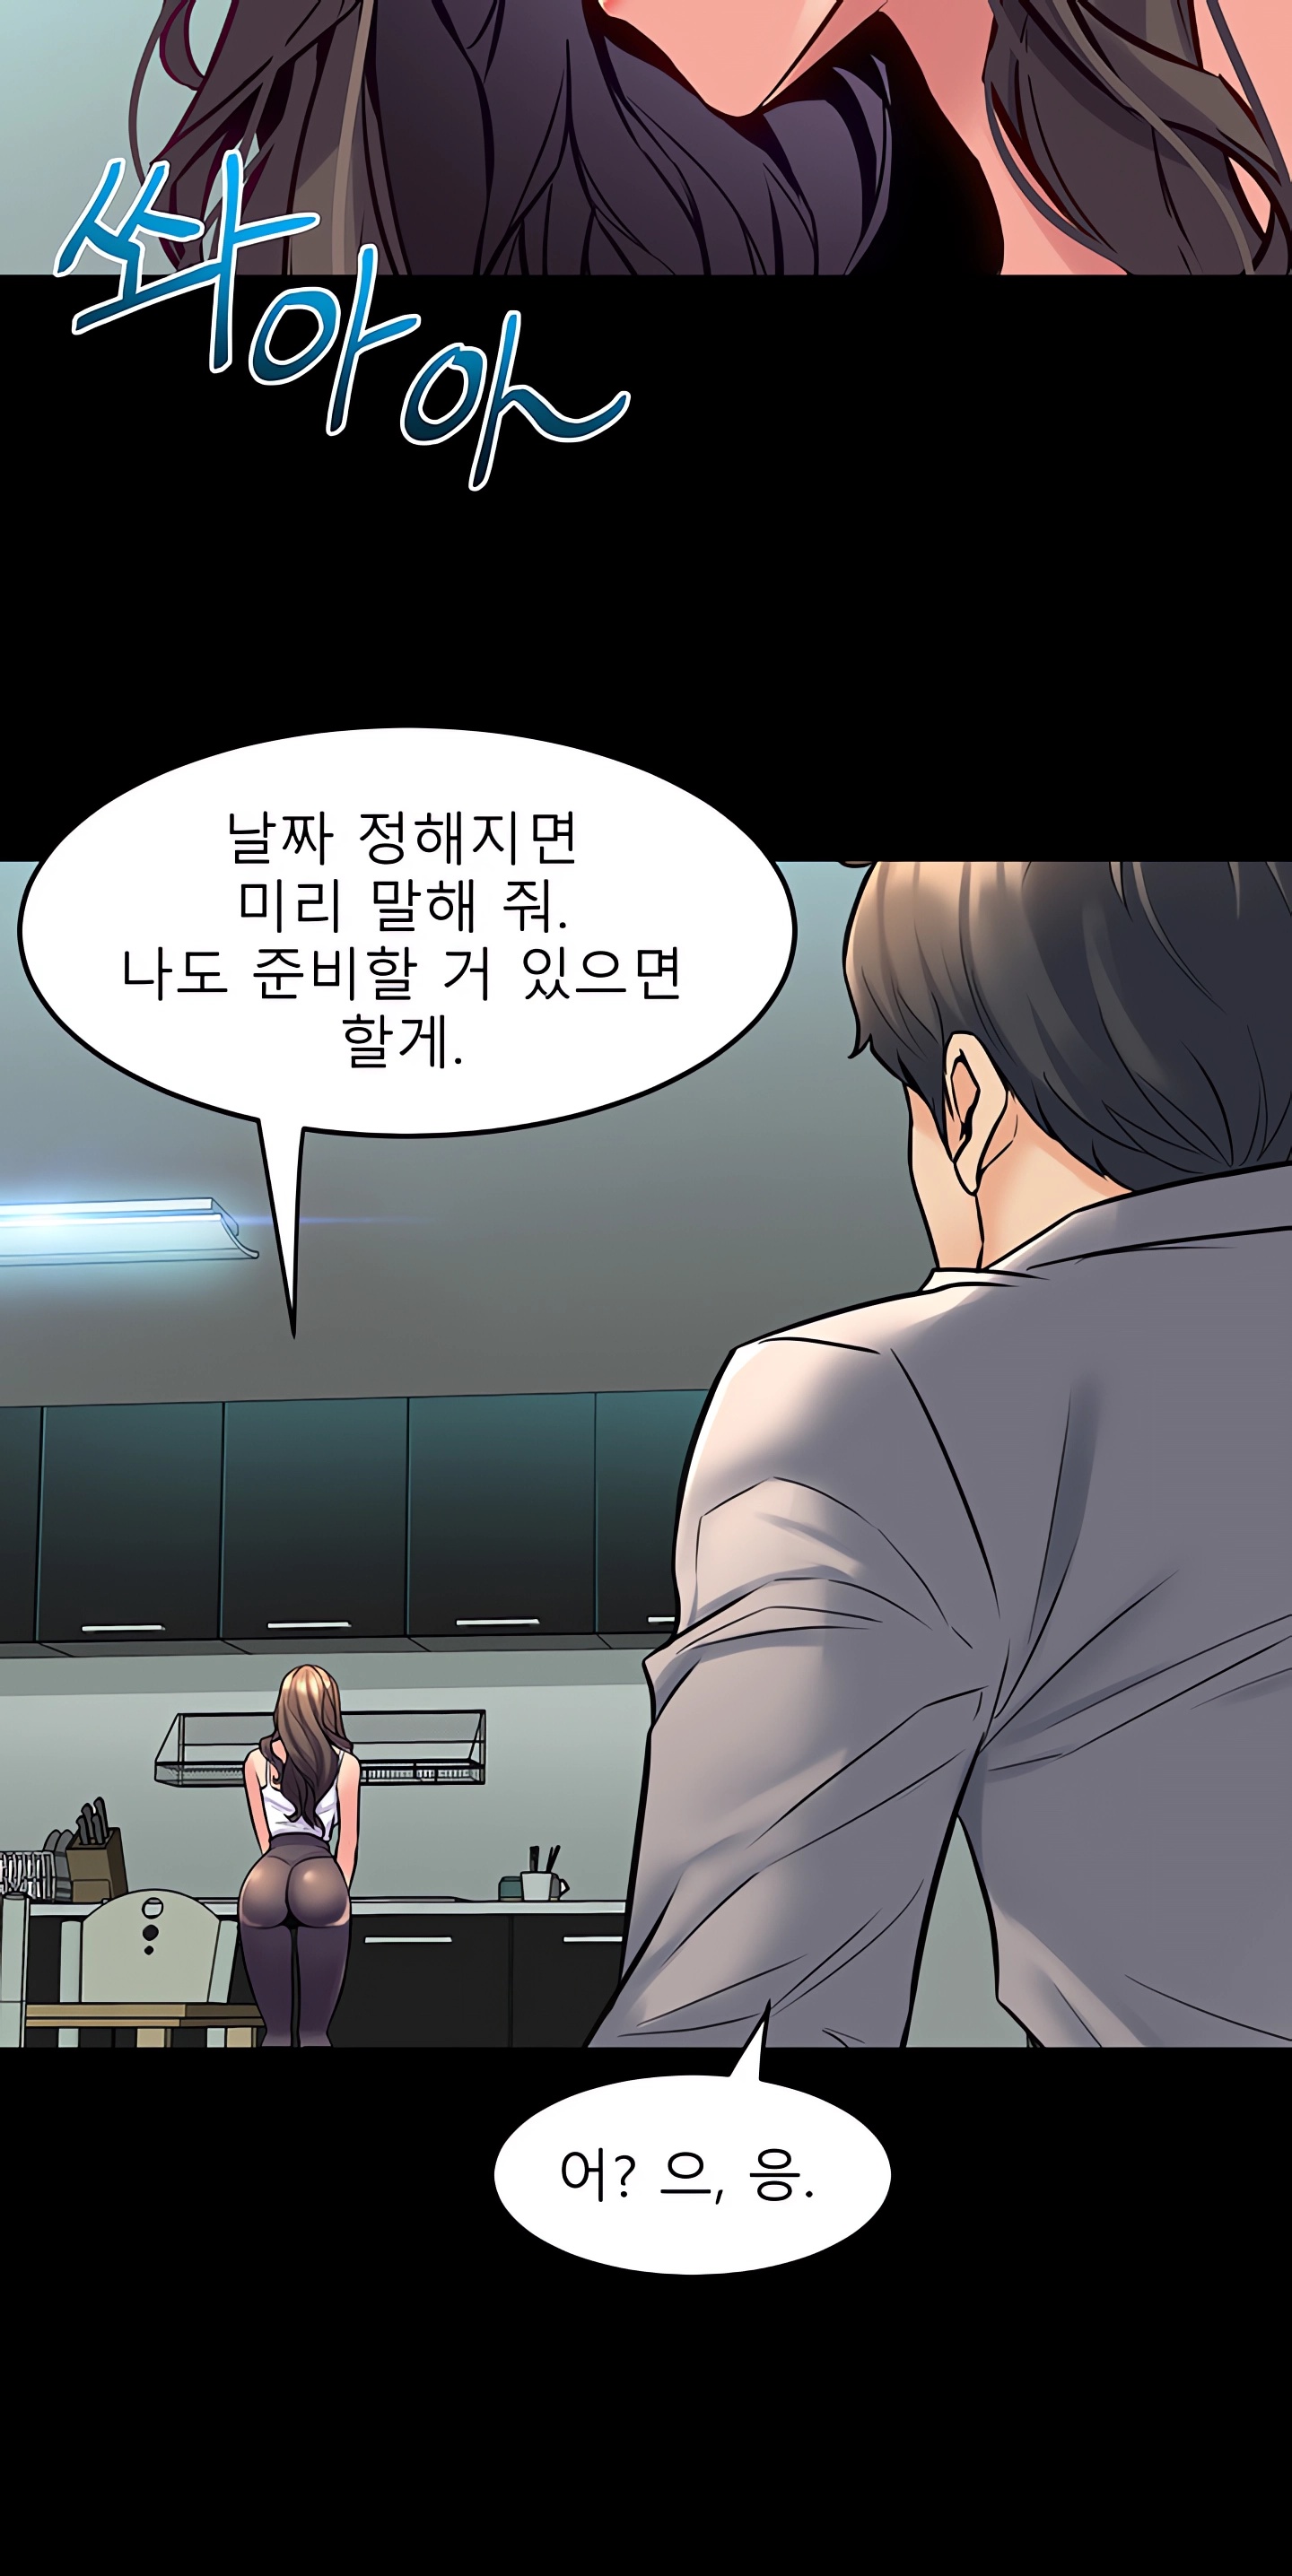 쏴아아
날짜 정해지면
미리 말해 줘.
나도 준비할 거 있으면
할게.
어? 으, 응.